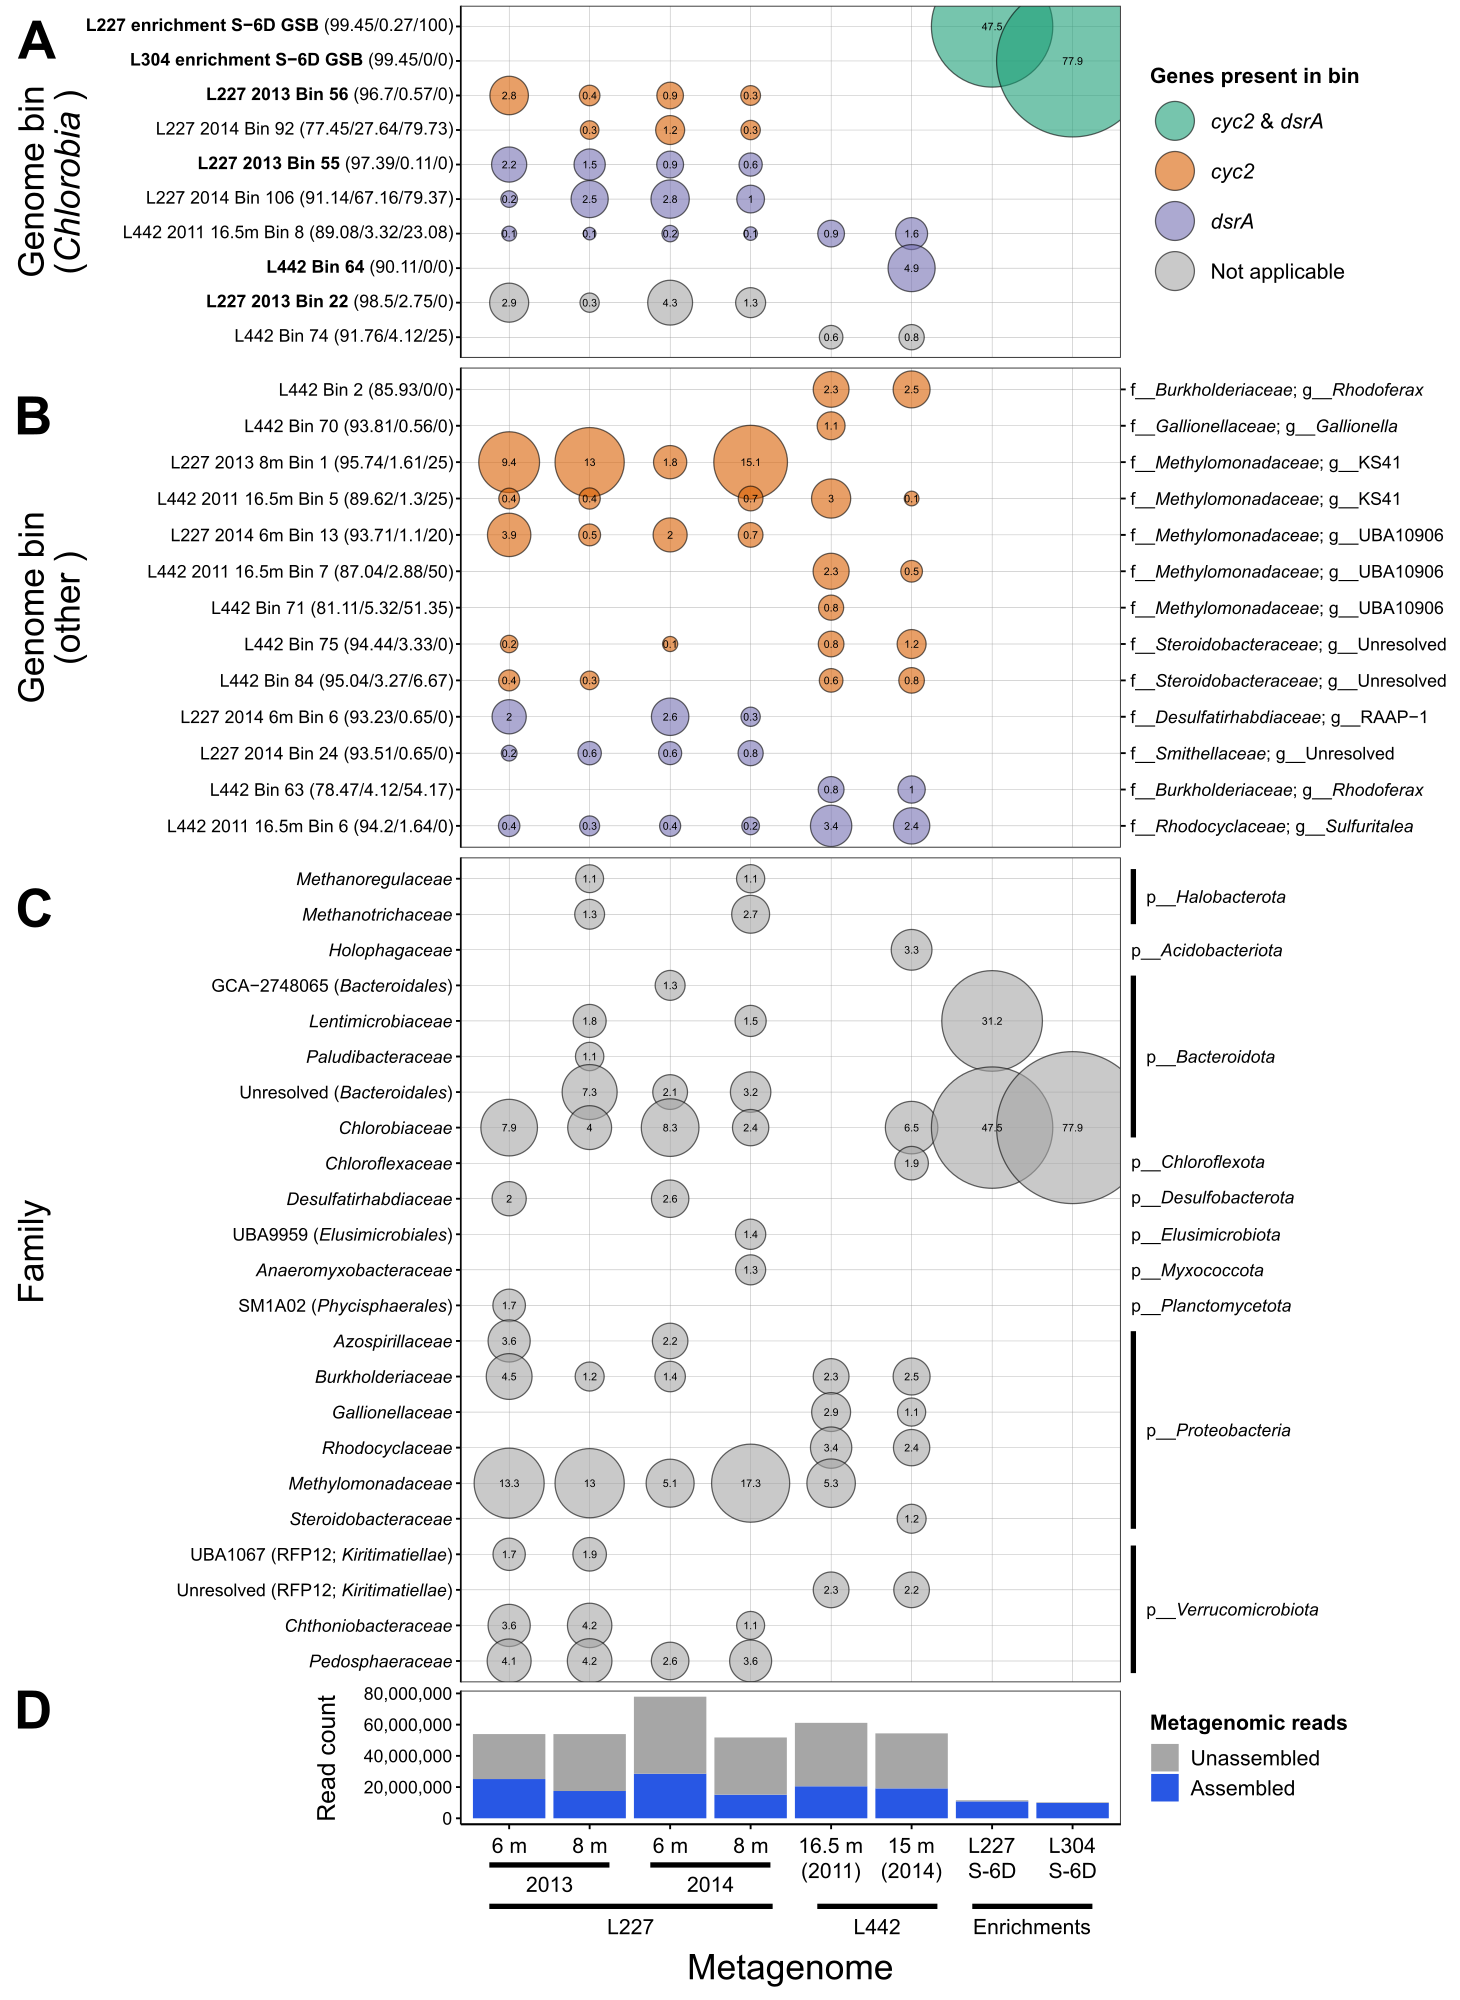 A
Genome bin
(Chlorobia )
L227 enrichment S−6D GSB (99.45/0.27/100)
47.5
L304 enrichment S−6D GSB (99.45/0/0)
77.9
L227 2013 Bin 56 (96.7/0.57/0)
2.8 0.4 0.9 0.3
L227 2014 Bin 92 (77.45/27.64/79.73)
0.3 1.2 0.3
L227 2013 Bin 55 (97.39/0.11/0)
2.2 1.5 0.9 0.6
L227 2014 Bin 106 (91.14/67.16/79.37)
0.2 2.5 2.8 1
L442 2011 16.5m Bin 8 (89.08/3.32/23.08)
0.1 0.1 0.2 0.1 0.9 1.6
L442 Bin 64 (90.11/0/0)
4.9
L227 2013 Bin 22 (98.5/2.75/0)
2.9 0.3 4.3 1.3
L442 Bin 74 (91.76/4.12/25)
0.6 0.8
Genes present in bin
cyc2 & dsrA
cyc2
dsrA
Not applicable
B
Genome bin
(other )
L442 Bin 2 (85.93/0/0)
2.3 2.5
f__Burkholderiaceae; g__Rhodoferax
L442 Bin 70 (93.81/0.56/0)
1.1
f__Gallionellaceae; g__Gallionella
L227 2013 8m Bin 1 (95.74/1.61/25)
9.4 13 1.8 15.1
f__Methylomonadaceae; g__KS41
L442 2011 16.5m Bin 5 (89.62/1.3/25)
0.4 0.4 0.7 3 0.1
f__Methylomonadaceae; g__KS41
L227 2014 6m Bin 13 (93.71/1.1/20)
3.9 0.5 2 0.7
f__Methylomonadaceae; g__UBA10906
L442 2011 16.5m Bin 7 (87.04/2.88/50)
2.3 0.5
f__Methylomonadaceae; g__UBA10906
L442 Bin 71 (81.11/5.32/51.35)
0.8
f__Methylomonadaceae; g__UBA10906
L442 Bin 75 (94.44/3.33/0)
0.2 0.1 0.8 1.2
f__Steroidobacteraceae; g__Unresolved
L442 Bin 84 (95.04/3.27/6.67)
0.4 0.3 0.6 0.8
f__Steroidobacteraceae; g__Unresolved
L227 2014 6m Bin 6 (93.23/0.65/0)
2 2.6 0.3
f__Desulfatirhabdiaceae; g__RAAP−1
L227 2014 Bin 24 (93.51/0.65/0)
0.2 0.6 0.6 0.8
f__Smithellaceae; g__Unresolved
L442 Bin 63 (78.47/4.12/54.17)
0.8 1
f__Burkholderiaceae; g__Rhodoferax
L442 2011 16.5m Bin 6 (94.2/1.64/0)
0.4 0.3 0.4 0.2 3.4 2.4
f__Rhodocyclaceae; g__Sulfuritalea
C
Family
Methanoregulaceae
1.1 1.1
Methanotrichaceae
1.3 2.7
p__Halobacterota
Holophagaceae
3.3
p__Acidobacteriota
GCA−2748065 (Bacteroidales)
1.3
Lentimicrobiaceae
1.8 1.5 31.2
Paludibacteraceae
1.1
p__Bacteroidota
Unresolved (Bacteroidales)
7.3 2.1 3.2
Chlorobiaceae
7.9 4 8.3 2.4 6.5 47.5 77.9
Chloroflexaceae
1.9
p__Chloroflexota
Desulfatirhabdiaceae
2 2.6
p__Desulfobacterota
UBA9959 (Elusimicrobiales)
1.4
p__Elusimicrobiota
Anaeromyxobacteraceae
1.3
p__Myxococcota
SM1A02 (Phycisphaerales)
1.7
p__Planctomycetota
Azospirillaceae
3.6 2.2
Burkholderiaceae
4.5 1.2 1.4 2.3 2.5
Gallionellaceae
2.9 1.1
p__Proteobacteria
Rhodocyclaceae
3.4 2.4
Methylomonadaceae
13.3 13 5.1 17.3 5.3
Steroidobacteraceae
1.2
UBA1067 (RFP12; Kiritimatiellae)
1.7 1.9
Unresolved (RFP12; Kiritimatiellae)
2.3 2.2
p__Verrucomicrobiota
Chthoniobacteraceae
3.6 4.2 1.1
Pedosphaeraceae
4.1 4.2 2.6 3.6
D
Read count
80,000,000
60,000,000
40,000,000
20,000,000
0
Metagenomic reads
Unassembled
Assembled
6 m 8 m 6 m 8 m 16.5 m 15 m L227 L304
(2011) (2014) S-6D S-6D
2013 2014
L227 L442 Enrichments
Metagenome